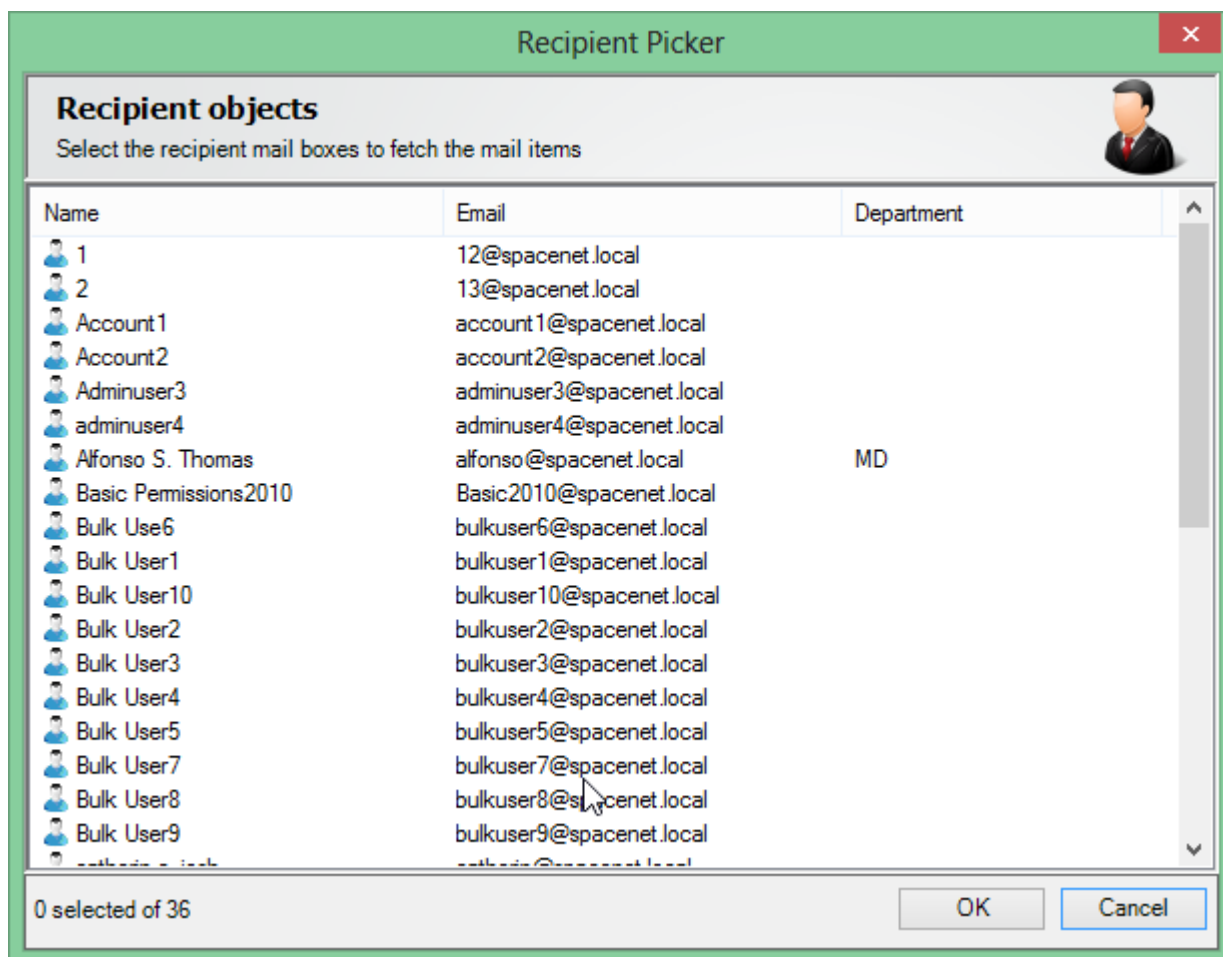 Recipient Picker
Recipient objects
Select the recipient mail boxes to fetch the mail items
Name Email Department
1 12@spacenet.local
2 13@spacenet.local
Account1 account1@spacenet.local
Account2 account2@spacenet.local
Adminuser3 adminuser3@spacenet.local
adminuser4 adminuser4@spacenet.local
Alfonso S. Thomas alfonso@spacenet.local MD
Basic Permissions2010 Basic2010@spacenet.local
Bulk Use6 bulkuser6@spacenet.local
Bulk User1 bulkuser1@spacenet.local
Bulk User10 bulkuser10@spacenet.local
Bulk User2 bulkuser2@spacenet.local
Bulk User3 bulkuser3@spacenet.local
Bulk User4 bulkuser4@spacenet.local
Bulk User5 bulkuser5@spacenet.local
Bulk User7 bulkuser7@spacenet.local
Bulk User8 bulkuser8@spacenet.local
Bulk User9 bulkuser9@spacenet.local
0 selected of 36 OK Cancel